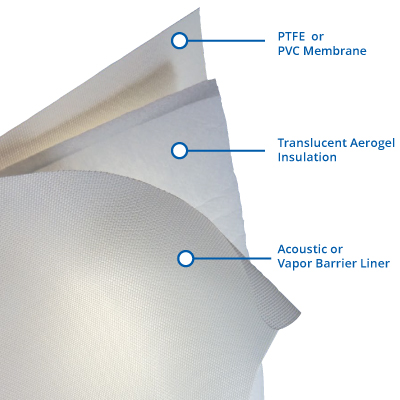 PTFE or
PVC Membrane
Translucent Aerogel
Insulation
Acoustic or
Vapor Barrier Liner